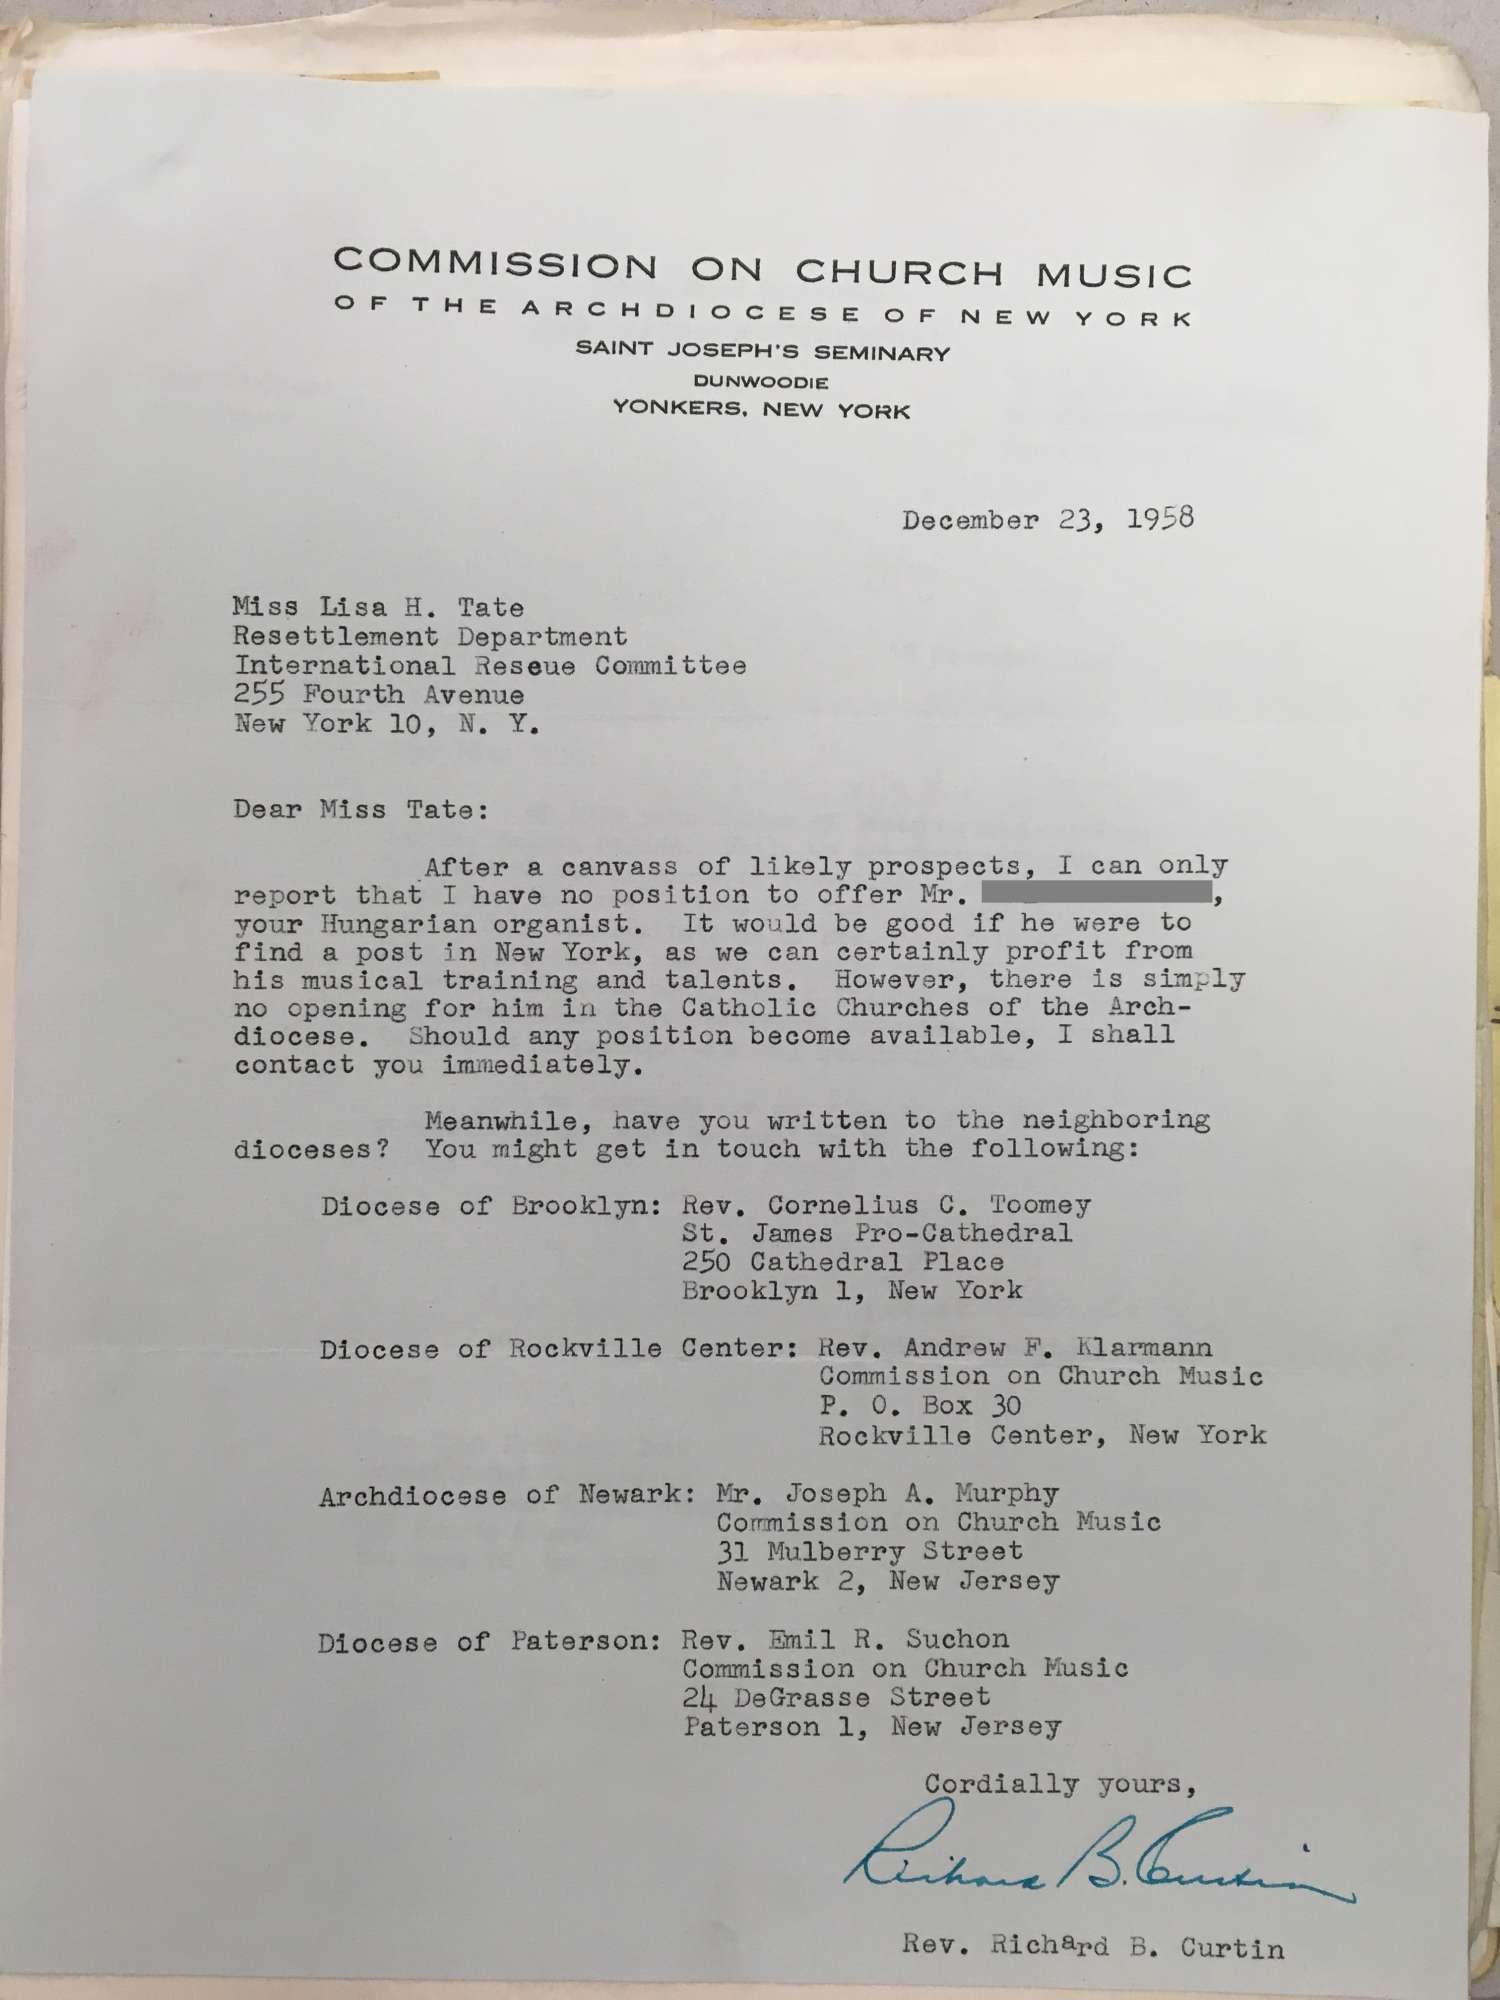 COMMISSION ON CHURCH MUSIC
OF THE ARCHDIOCESE OF NEW YORK
SAINT JOSEPH'S SEMINARY
DUNWOODIE
YONKERS, NEW YORK
December 23, 1958
Miss Lisa H. Tate
Resettlement Department
International Reseue Committee
255 Fourth Avenue
New York 10, N. Y.
Dear Miss Tate:
After a canvass of likely prospects, I can only
report that I have no position to offer Mr. ,
your Hungarian organist. It would be good if he were to
find a post in New York, as we can certainly profit from
his musical training and talents. However, there is simply
no opening for him in the Catholic Churches of the Arch-
diocese. Should any position become available, I shall
contact you immediately.
Meanwhile, have you written to the neighboring
dioceses? You might get in touch with the following:
Diocese of Brooklyn: Rev. Cornelius C. Toomey
St. James Pro-Cathedral
250 Cathedral Place
Brooklyn 1, New York
Diocese of Rockville Center: Rev. Andrew F. Klarmann
Commission on Church Music
P. O. Box 30
Rockville Center, New York
Archdiocese of Newark: Mr. Joseph A. Murphy
Commission on Church Music
31 Mulberry Street
Newark 2, New Jersey
Diocese of Paterson: Rev. Emil R. Suchon
Commission on Church Music
24 DeGrasse Street
Paterson 1, New Jersey
Cordially yours,
Richard B. Curtin
Rev. Richard B. Curtin